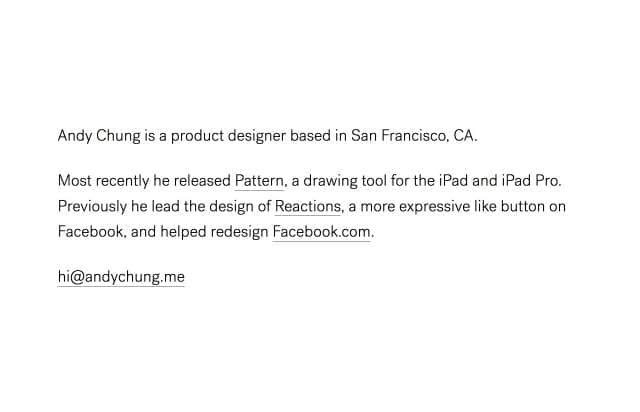 Andy Chung is a product designer based in San Francisco, CA.
Most recently he released Pattern, a drawing tool for the iPad and iPad Pro.
Previously he lead the design of Reactions, a more expressive like button on
Facebook, and helped redesign Facebook.com.
hi@andychung.me